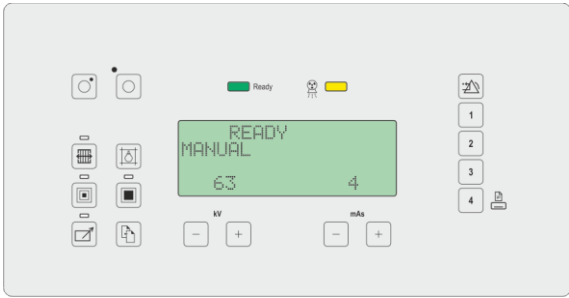 Ready
READY
MANUAL
63 4
kV mAs
- + - +
1
2
3
4